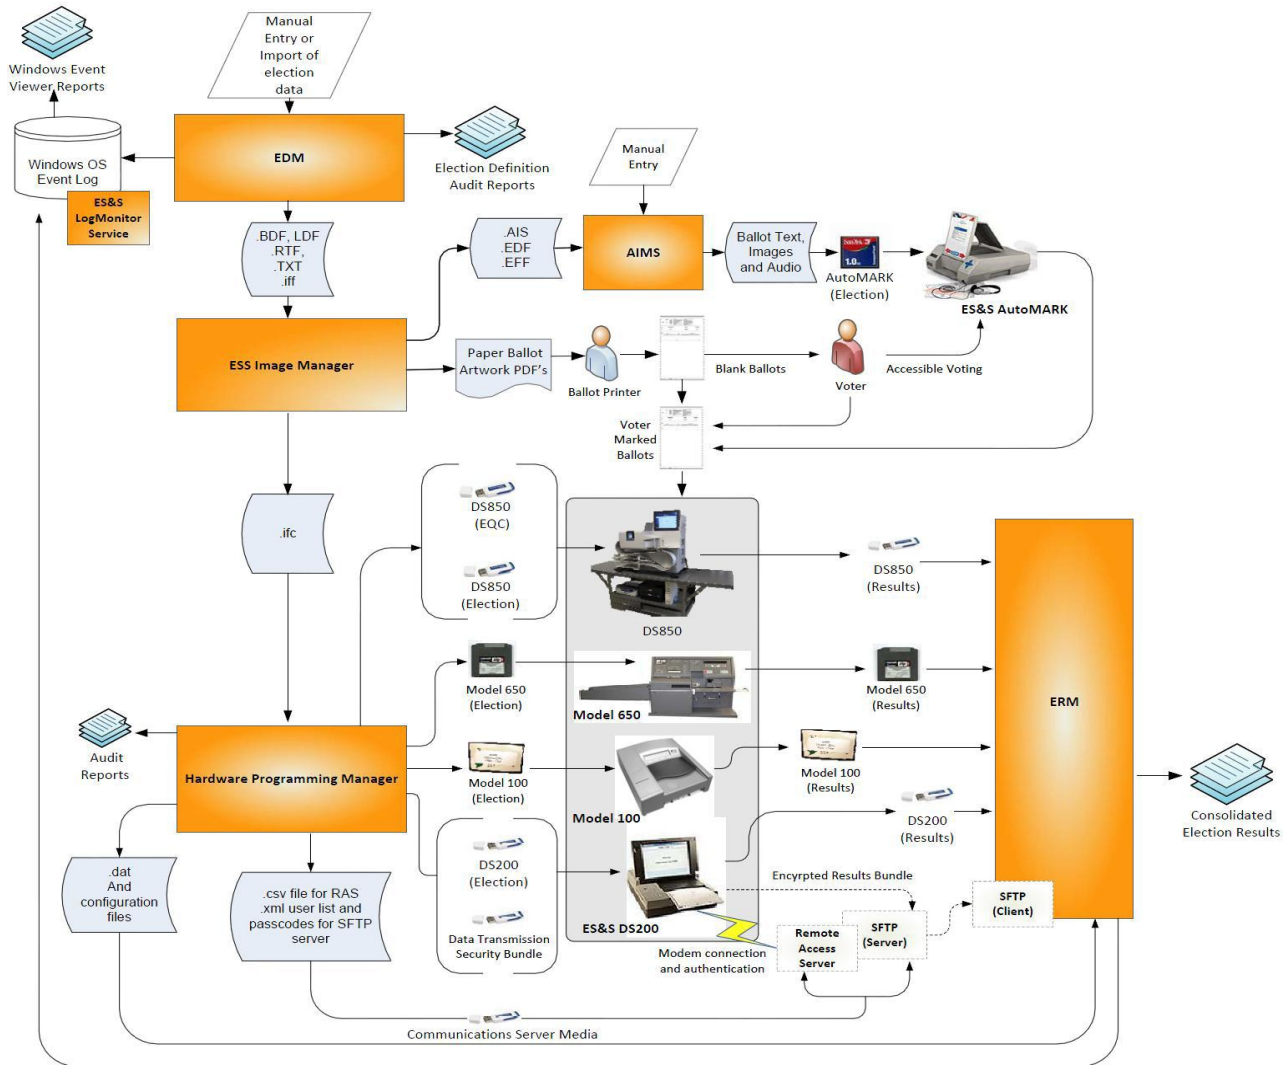 Manual
Entry or
Import of
election
data
Windows Event
Viewer Reports
EDM
Windows OS
Event Log
ES&S
LogMonitor
Service
Election Definition
Audit Reports
Manual
Entry
.BDF, LDF
.RTF,
.TXT
.iff
.AIS
.EDF
.EFF
AIMS
Ballot Text,
Images
and Audio
1.0
AutoMARK
(Election)
ES&S AutoMARK
ESS Image Manager
Paper Ballot
Artwork PDF's
Ballot Printer
Blank Ballots
Voter
Accessible Voting
Voter
Marked
Ballots
.ifc
DS850
(EQC)
DS850
(Election)
DS850
DS850
(Results)
Model 650
(Election)
Model 650
Model 650
(Results)
ERM
Audit
Reports
Hardware Programming Manager
Model 100
(Election)
Model 100
Model 100
(Results)
DS200
(Results)
Consolidated
Election Results
.dat
And
configuration
files
.csv file for RAS
.xml user list and
passcodes for SFTP
server
DS200
(Election)
Data Transmission
Security Bundle
ES&S DS200
Encyrpted Results Bundle
Modem connection
and authentication
Remote
Access
Server
SFTP
(Server)
SFTP
(Client)
Communications Server Media